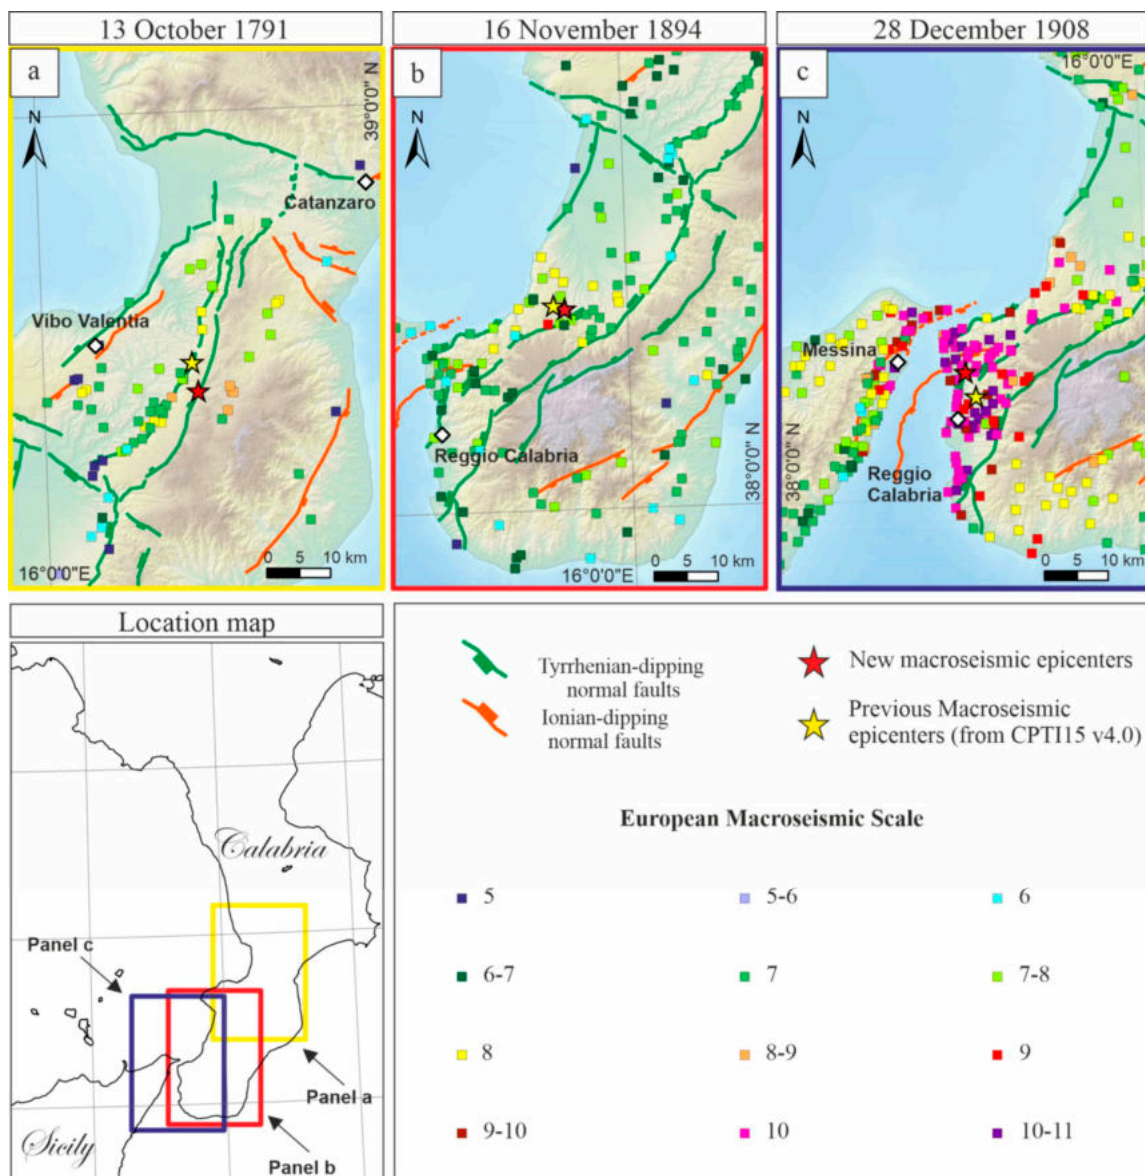 13 October 1791
16 November 1894
28 December 1908
a
N
39°0'0" N
Catanzaro
Vibo Valentia
0 5 10 km
16°0'0"E
b
N
Reggio Calabria
38°0'0" N
0 5 10 km
16°0'0"E
c
16°0'0"E
N
Messina
38°0'0" N
Reggio
Calabria
0 5 10 km
Location map
Calabria
Panel c
Panel a
Sicily
Panel b
Tyrrhenian-dipping
normal faults
Ionian-dipping
normal faults
New macroseismic epicenters
Previous Macroseismic
epicenters (from CPTI15 v4.0)
European Macroseismic Scale
5
5-6
6
6-7
7
7-8
8
8-9
9
9-10
10
10-11